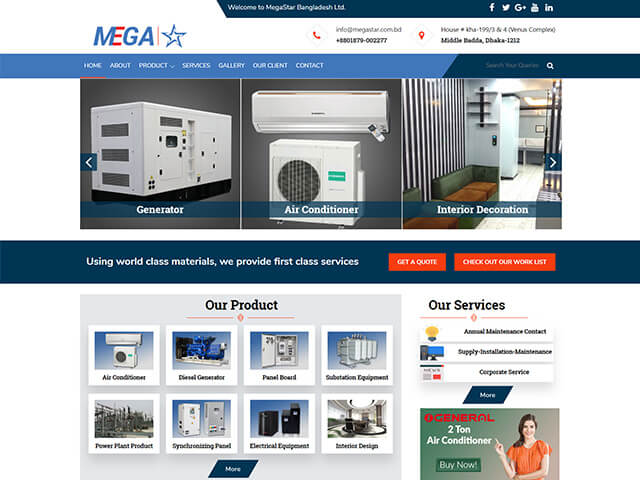 Welcome to MegaStar Bangladesh Ltd.
MEGA
info@megastar.com.bd
+8801879-002277
House # kha-199/3 & 4 (Venus Complex)
Middle Badda, Dhaka-1212
HOME ABOUT PRODUCT SERVICES GALLERY OUR CLIENT CONTACT
Search Your Queries
Generator
Air Conditioner
Interior Decoration
Using world class materials, we provide first class services
GET A QUOTE
CHECK OUT OUR WORK LIST
Our Product
Air Conditioner
Diesel Generator
Panel Board
Substation Equipment
Power Plant Product
Synchronizing Panel
Electrical Equipment
Interior Design
More
Our Services
Annual Maintenance Contact
Supply-Installation-Maintenance
NEWS
Corporate Service
More
GENERAL
2 Ton
Air Conditioner
Buy Now!